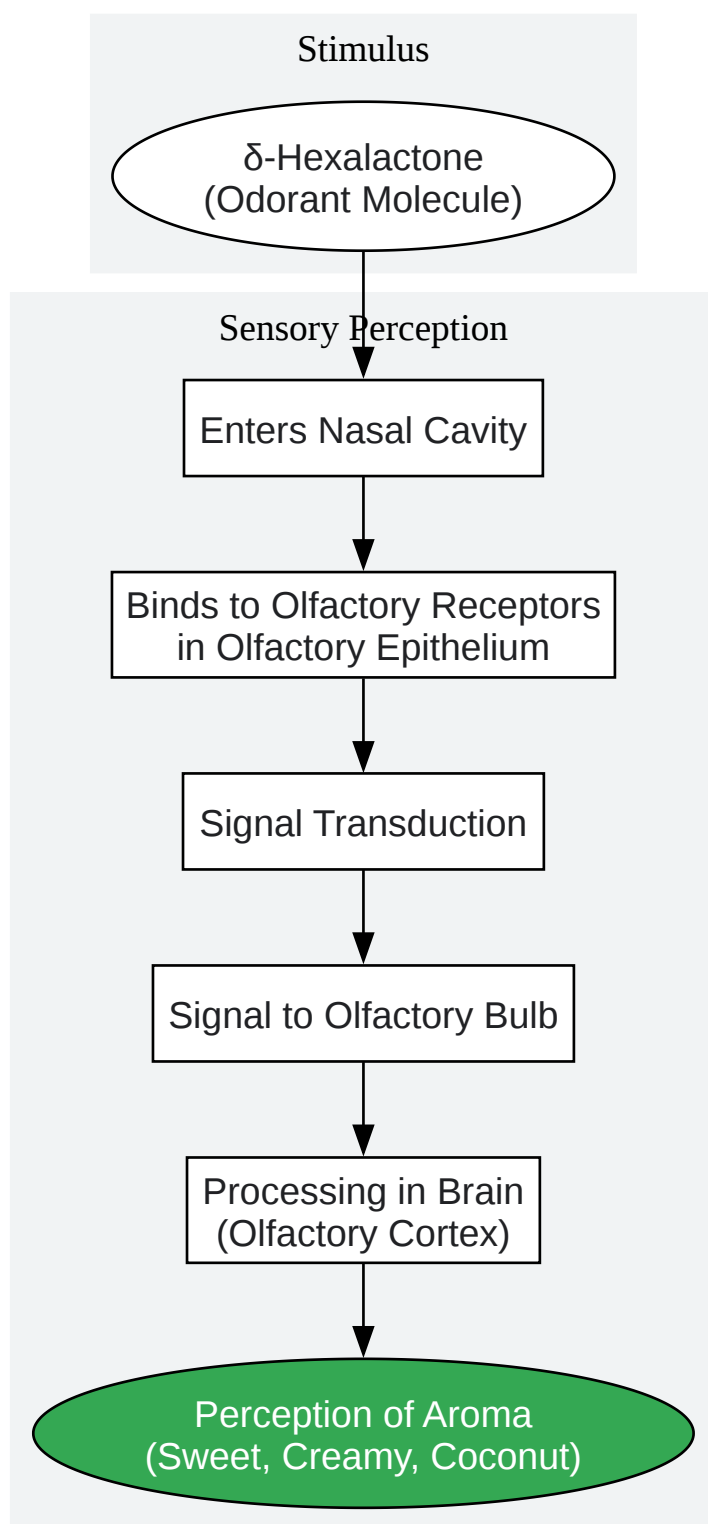 Stimulus
δ-Hexalactone
(Odorant Molecule)
Sensory Perception
Enters Nasal Cavity
Binds to Olfactory Receptors
in Olfactory Epithelium
Signal Transduction
Signal to Olfactory Bulb
Processing in Brain
(Olfactory Cortex)
Perception of Aroma
(Sweet, Creamy, Coconut)